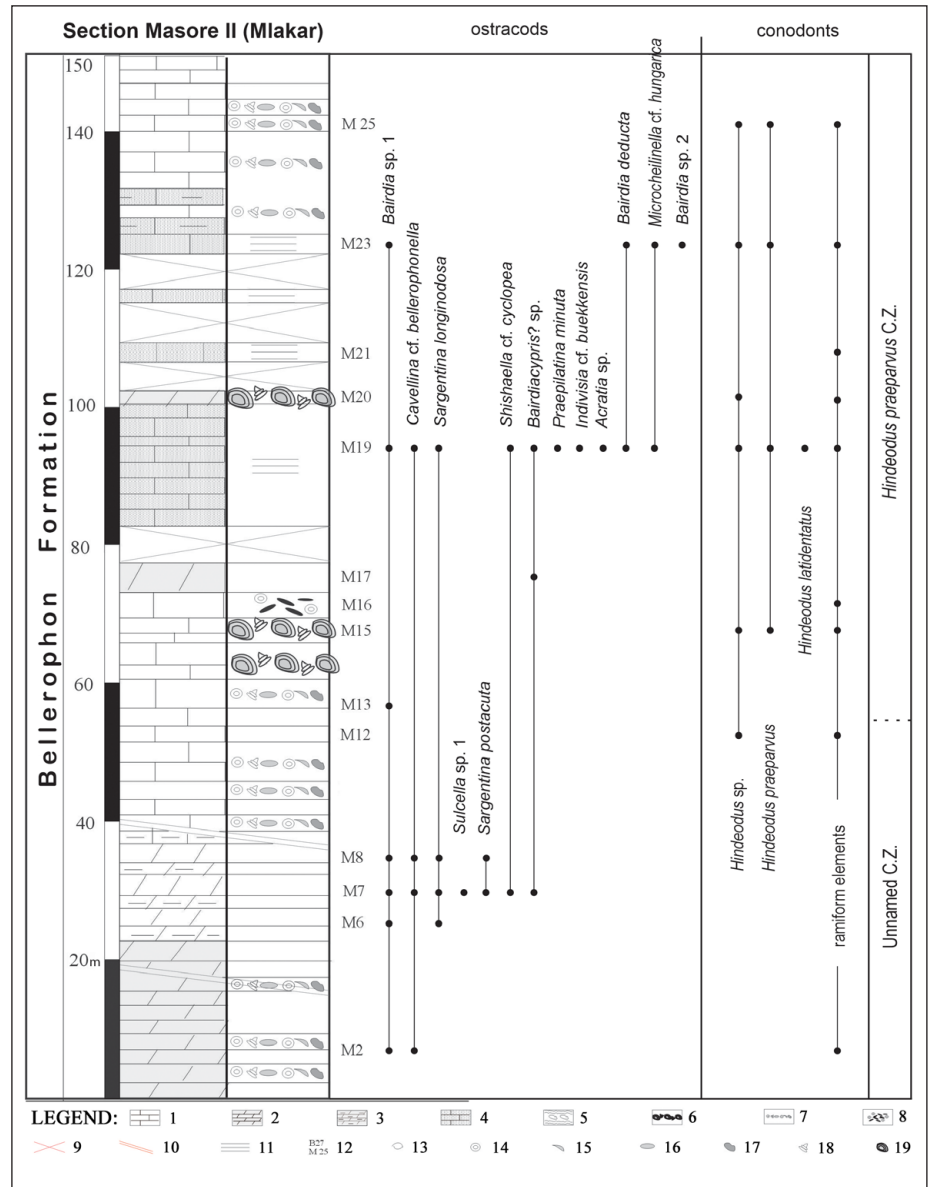 Section Masore II (Mlakar)
ostracods
conodonts
Bellerophon Formation
150
140
120
100
80
60
40
20m
M 25
M23
M21
M20
M19
M17
M16
M15
M13
M12
M8
M7
M6
M2
Bairdia sp. 1
Cavellina cf. bellerophonella
Sargentina longinodosa
Sulcella sp. 1
Sargentina postacuta
Shishaella cf. cyclopea
Bairdiacypris? sp.
Praepilatina minuta
Indivisia cf. buekkensis
Acratia sp.
Bairdia deducta
Microcheilinella cf. hungarica
Bairdia sp. 2
Hindeodus sp.
Hindeodus praeparvus
Hindeodus latidentatus
ramiform elements
Hindeodus praeparvus C.Z.
Unnamed C.Z.
LEGEND: 1 2 3 4 5 6 7 8
9 10 11 B27 M 25 12 13 14 15 16 17 18 19